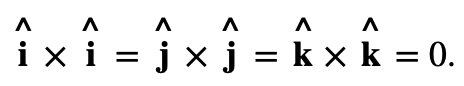 î × î = ĵ × ĵ = k̂ × k̂ = 0.